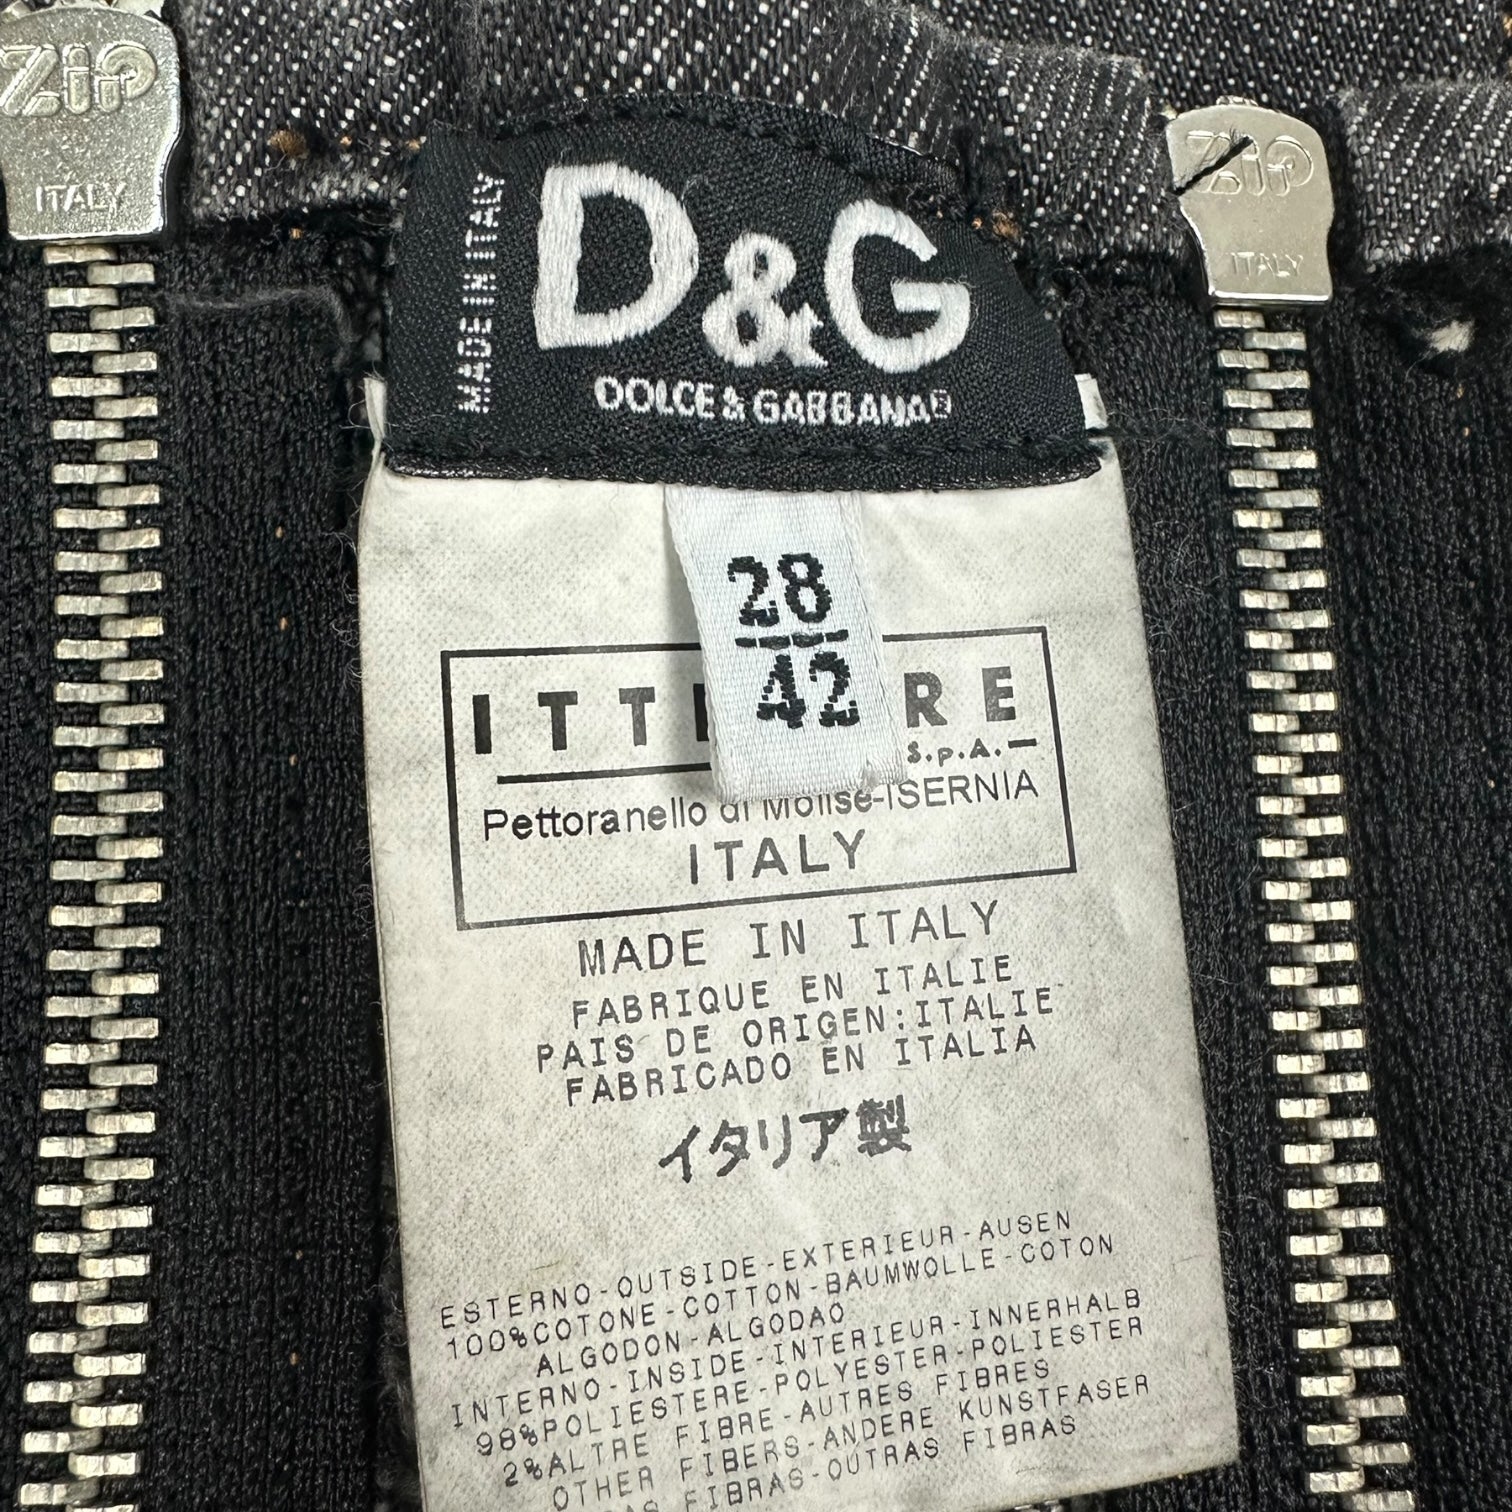 ZIP
ITALY
ZIP
ITALY
MADE IN ITALY
D&G
DOLCE & GABBANA®
28
42
S.p.A.
Pettoranello di Molise-ISERNIA
ITALY
MADE IN ITALY
FABRIQUE EN ITALIE
PAIS DE ORIGEN:ITALIE
FABRICADO EN ITALIA
イタリア製
ESTERNO-OUTSIDE-EXTERIEUR-AUSEN
100%COTONE-COTTON-BAUMWOLLE-COTON
ALGODON-ALGODAO
INTERNO-INSIDE-INTERIEUR-INNERHALB
98%POLIESTERE-POLYESTER-POLIESTER
2%ALTRE FIBRE-AUTRES FIBRES
OTHER FIBERS-ANDERE KUNSTFASER
FIBRAS-OUTRAS FIBRAS